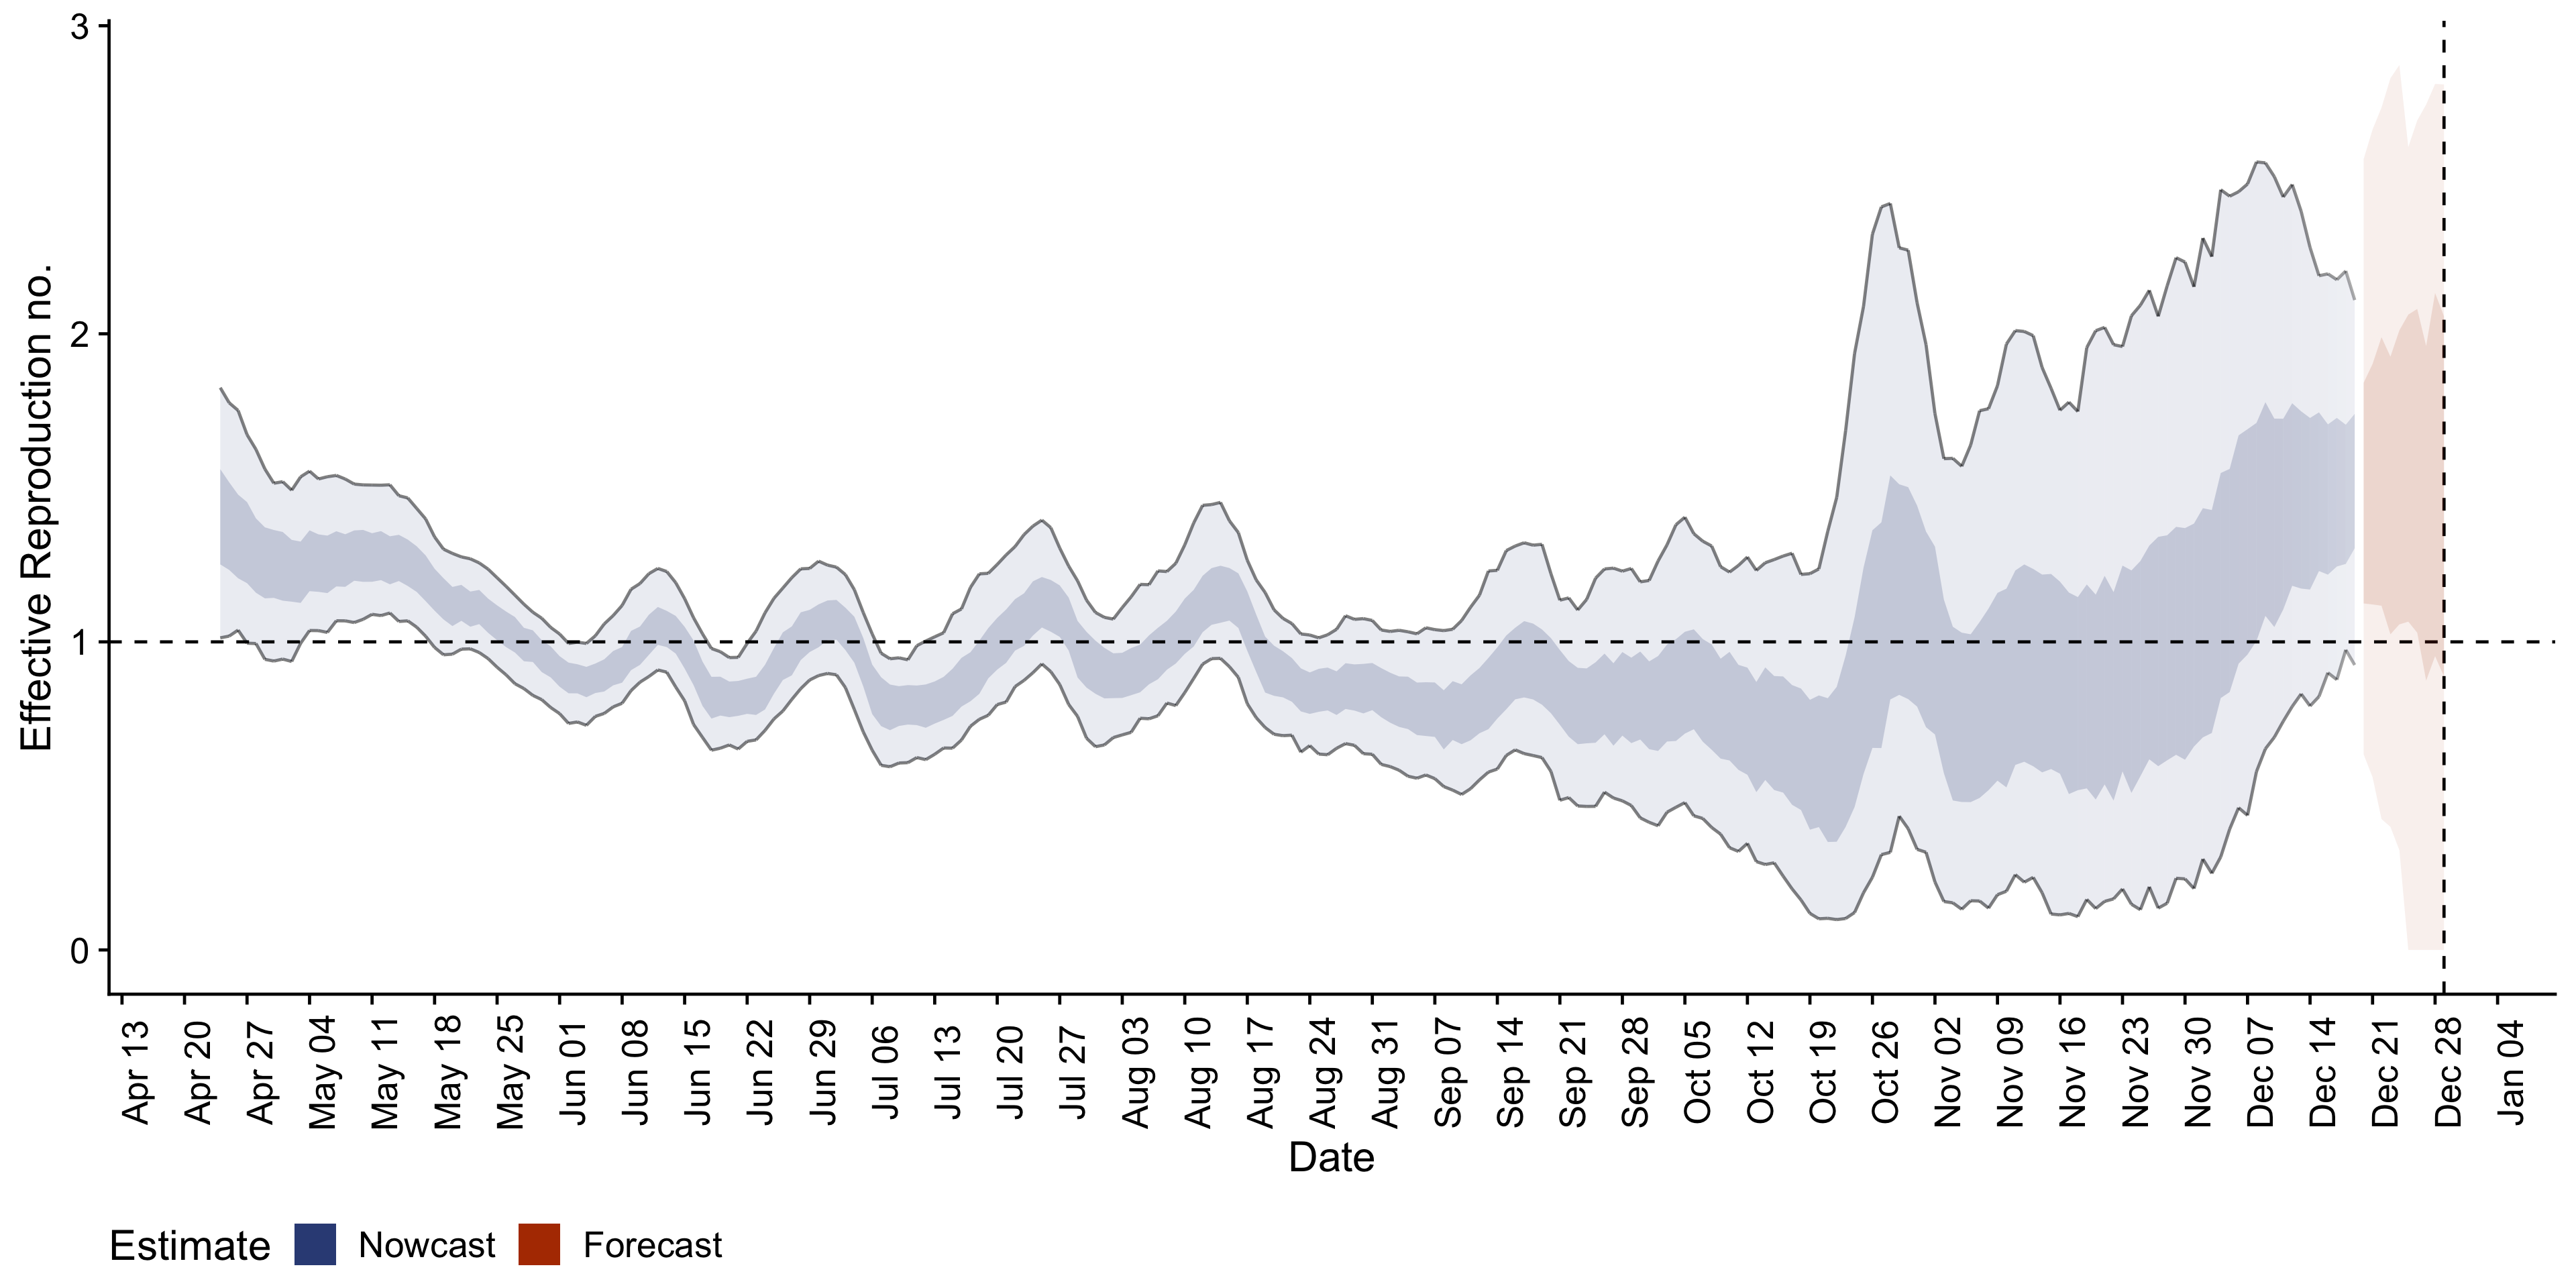 Effective Reproduction no.
3
2
1
0
Apr 13
Apr 20
Apr 27
May 04
May 11
May 18
May 25
Jun 01
Jun 08
Jun 15
Jun 22
Jun 29
Jul 06
Jul 13
Jul 20
Jul 27
Aug 03
Aug 10
Aug 17
Aug 24
Aug 31
Sep 07
Sep 14
Sep 21
Sep 28
Oct 05
Oct 12
Oct 19
Oct 26
Nov 02
Nov 09
Nov 16
Nov 23
Nov 30
Dec 07
Dec 14
Dec 21
Dec 28
Jan 04
Date
Estimate Nowcast Forecast